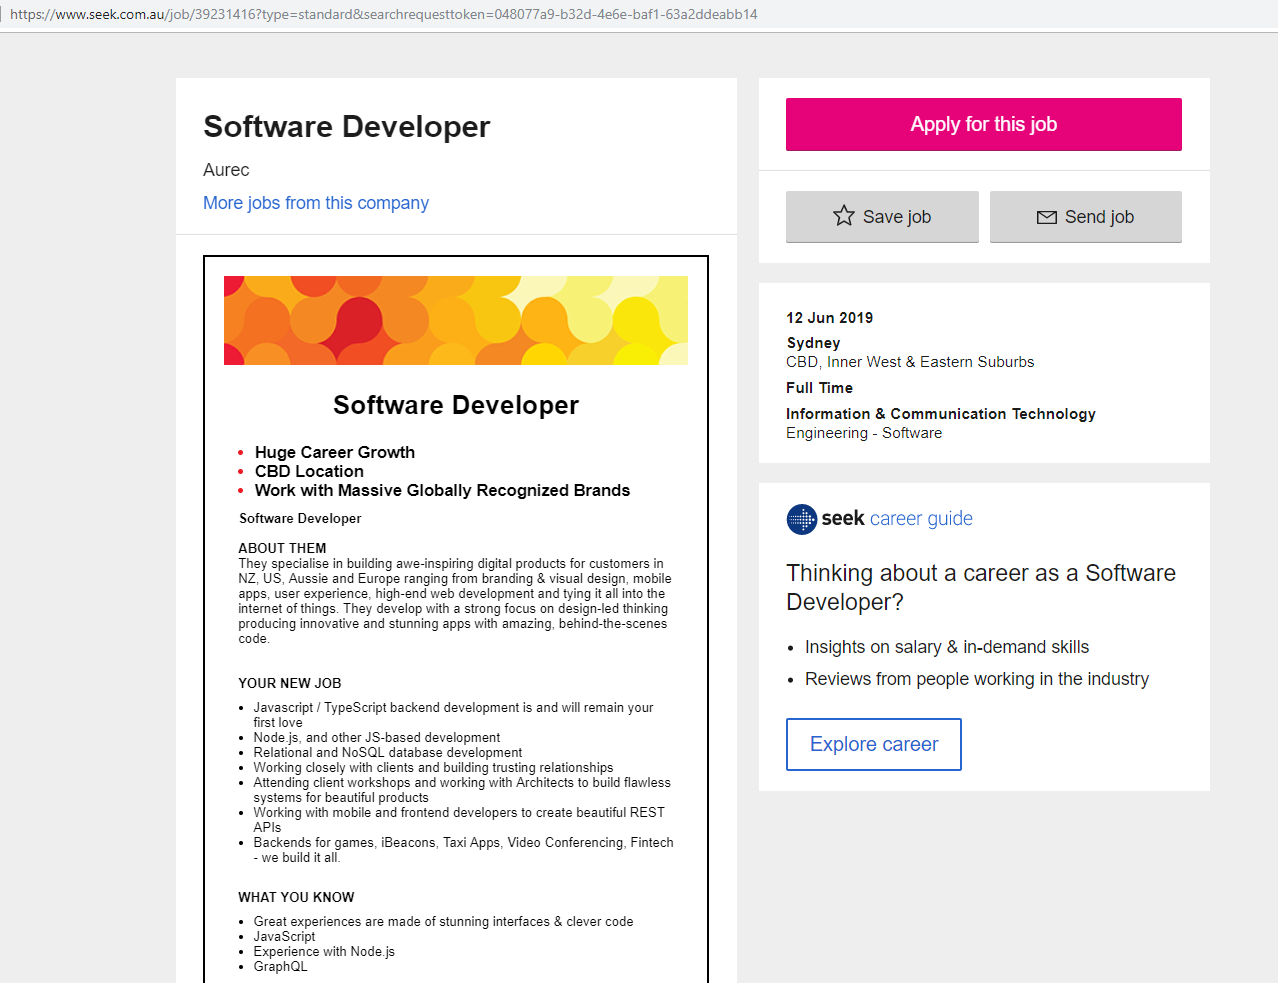 https://www.seek.com.au/job/39231416?type=standard&searchrequesttoken=048077a9-b32d-4e6e-baf1-63a2ddeabb14
Software Developer
Aurec
More jobs from this company
Software Developer
Huge Career Growth
CBD Location
Work with Massive Globally Recognized Brands
Software Developer
ABOUT THEM
They specialise in building awe-inspiring digital products for customers in
NZ, US, Aussie and Europe ranging from branding & visual design, mobile
apps, user experience, high-end web development and tying it all into the
internet of things. They develop with a strong focus on design-led thinking
producing innovative and stunning apps with amazing, behind-the-scenes
code.
YOUR NEW JOB
Javascript / TypeScript backend development is and will remain your
first love
Node.js, and other JS-based development
Relational and NoSQL database development
Working closely with clients and building trusting relationships
Attending client workshops and working with Architects to build flawless
systems for beautiful products
Working with mobile and frontend developers to create beautiful REST
APIs
Backends for games, iBeacons, Taxi Apps, Video Conferencing, Fintech
- we build it all.
WHAT YOU KNOW
Great experiences are made of stunning interfaces & clever code
JavaScript
Experience with Node.js
GraphQL
Apply for this job
Save job
Send job
12 Jun 2019
Sydney
CBD, Inner West & Eastern Suburbs
Full Time
Information & Communication Technology
Engineering - Software
seek career guide
Thinking about a career as a Software
Developer?
Insights on salary & in-demand skills
Reviews from people working in the industry
Explore career